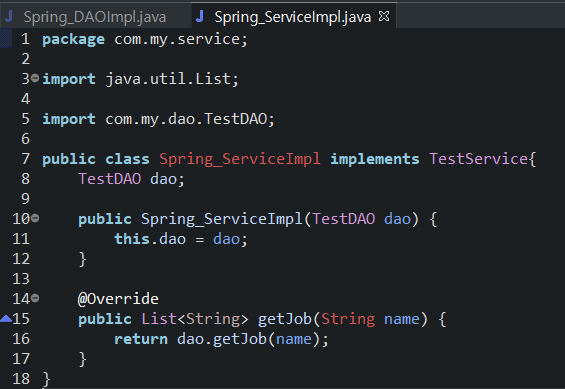 Spring_DAOImpl.java Spring_ServiceImpl.java
1 package com.my.service;
2
3 import java.util.List;
4
5 import com.my.dao.TestDAO;
6
7 public class Spring_ServiceImpl implements TestService{
8     TestDAO dao;
9
10     public Spring_ServiceImpl(TestDAO dao) {
11         this.dao = dao;
12     }
13
14     @Override
15     public List<String> getJob(String name) {
16         return dao.getJob(name);
17     }
18 }